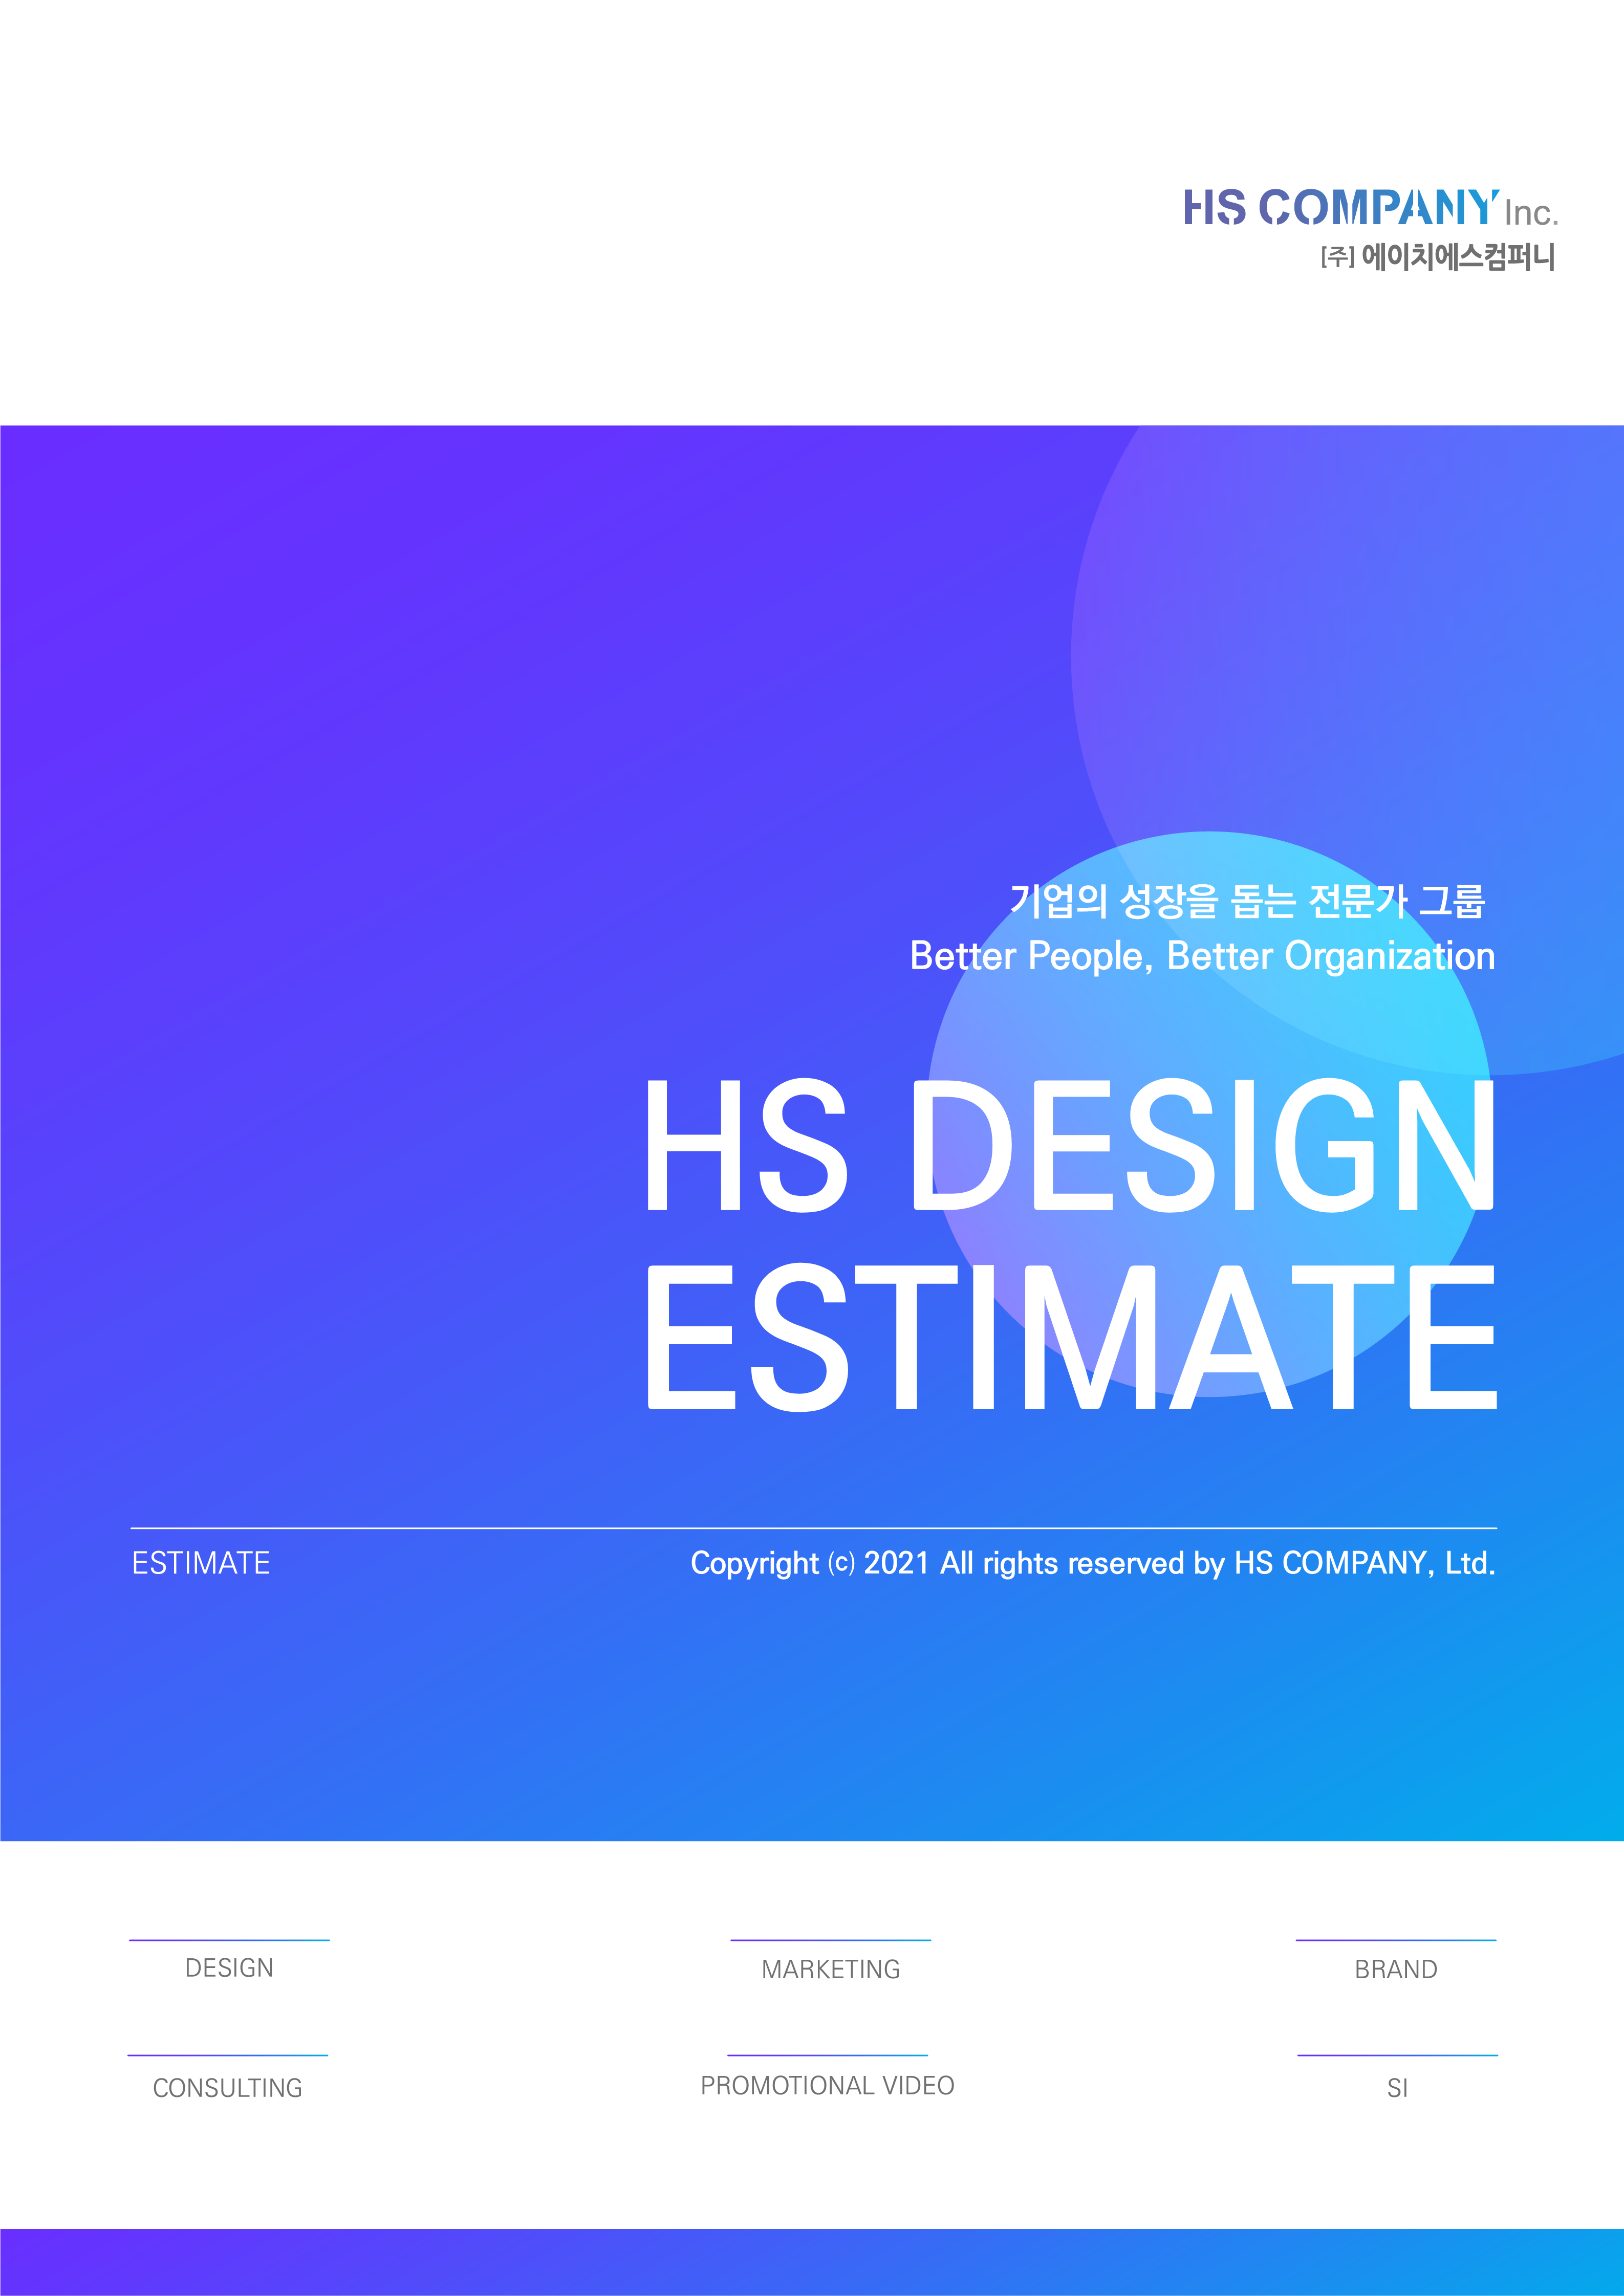 HS COMPANY Inc.
[주] 에이치에스컴퍼니
기업의 성장을 돕는 전문가 그룹
Better People, Better Organization
HS DESIGN
ESTIMATE
ESTIMATE
Copyright (c) 2021 All rights reserved by HS COMPANY, Ltd.
DESIGN
MARKETING
BRAND
CONSULTING
PROMOTIONAL VIDEO
SI